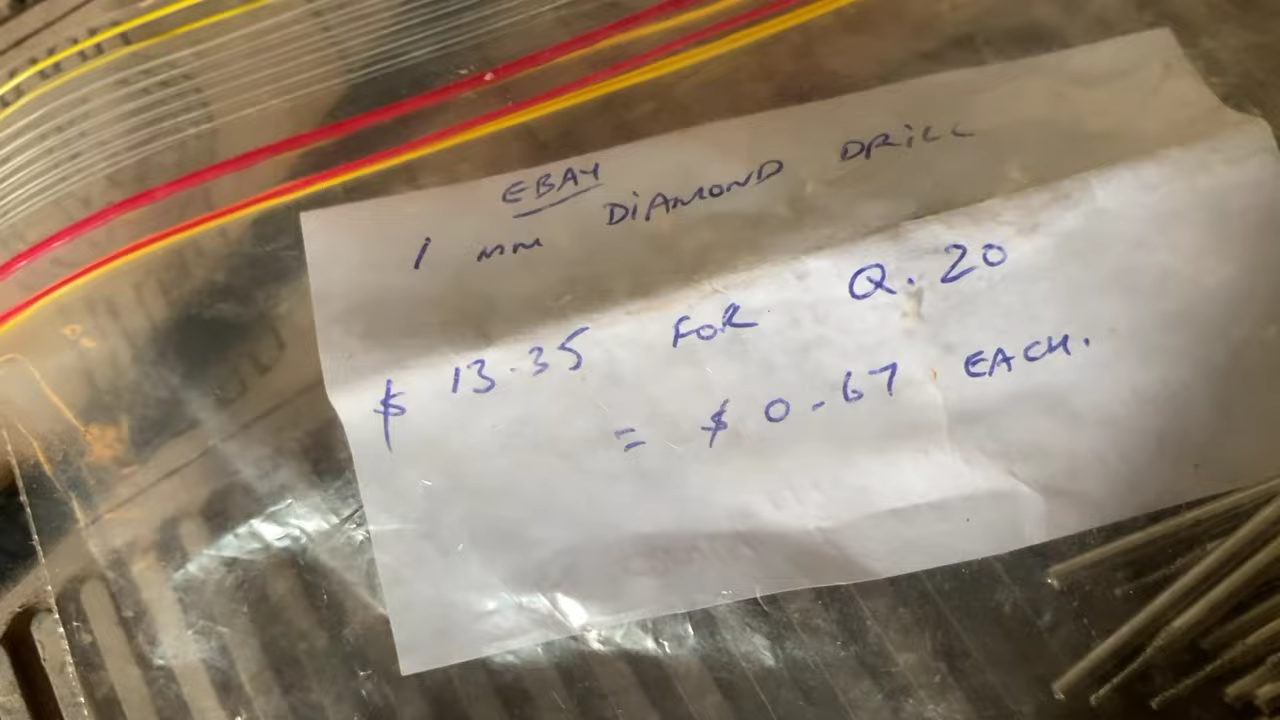 EBAY
1 mm DIAMOND DRILL
$ 13.35 FOR Q.20
= $ 0.67 EACH.